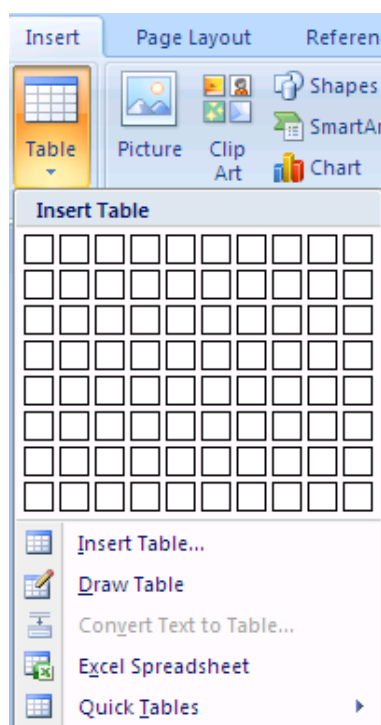 Insert Page Layout Referen
Table
Picture
Clip Art
Shapes
SmartAr
Chart
Insert Table
Insert Table...
Draw Table
Convert Text to Table...
Excel Spreadsheet
Quick Tables